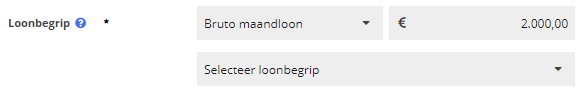 Loonbegrip ? * Bruto maandloon € 2.000,00
Selecteer loonbegrip